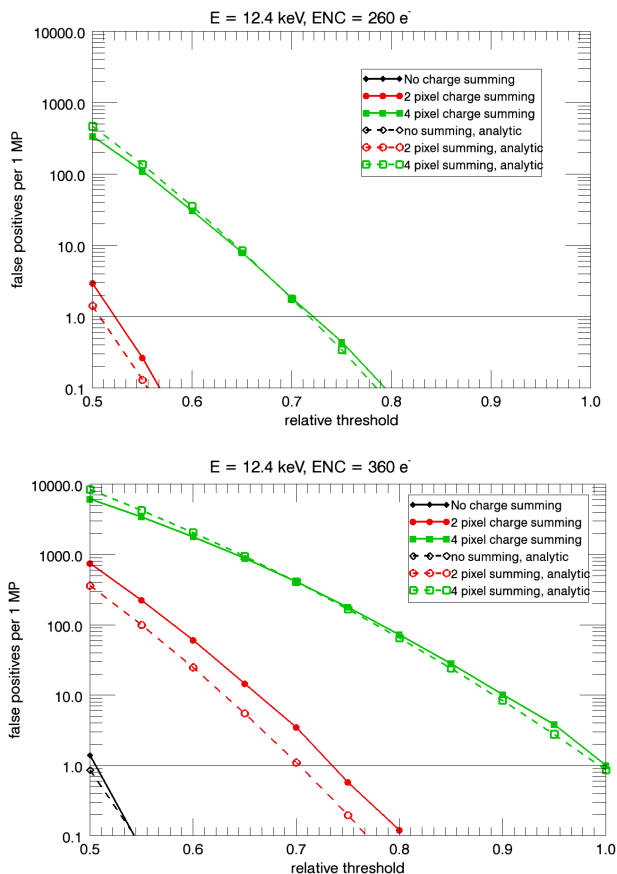 E = 12.4 keV, ENC = 260 e-
10000.0
1000.0
100.0
10.0
1.0
0.1
false positives per 1 MP
No charge summing
2 pixel charge summing
4 pixel charge summing
no summing, analytic
2 pixel summing, analytic
4 pixel summing, analytic
0.5 0.6 0.7 0.8 0.9 1.0
relative threshold
E = 12.4 keV, ENC = 360 e-
10000.0
1000.0
100.0
10.0
1.0
0.1
false positives per 1 MP
No charge summing
2 pixel charge summing
4 pixel charge summing
no summing, analytic
2 pixel summing, analytic
4 pixel summing, analytic
0.5 0.6 0.7 0.8 0.9 1.0
relative threshold